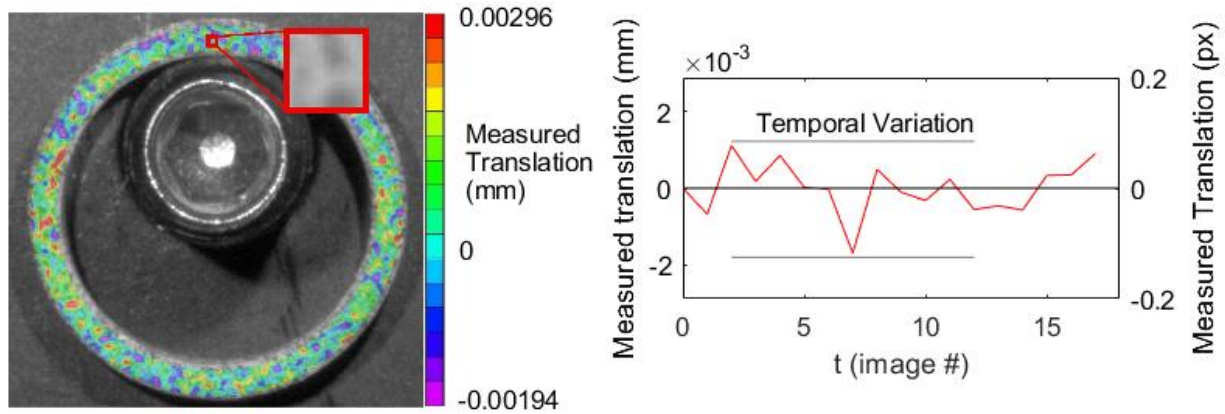 0.00296
Measured
Translation
(mm)
0
-0.00194
Measured translation (mm)
×10⁻³
2
0
-2
Temporal Variation
0 5 10 15
t (image #)
0.2
0
-0.2
Measured Translation (px)